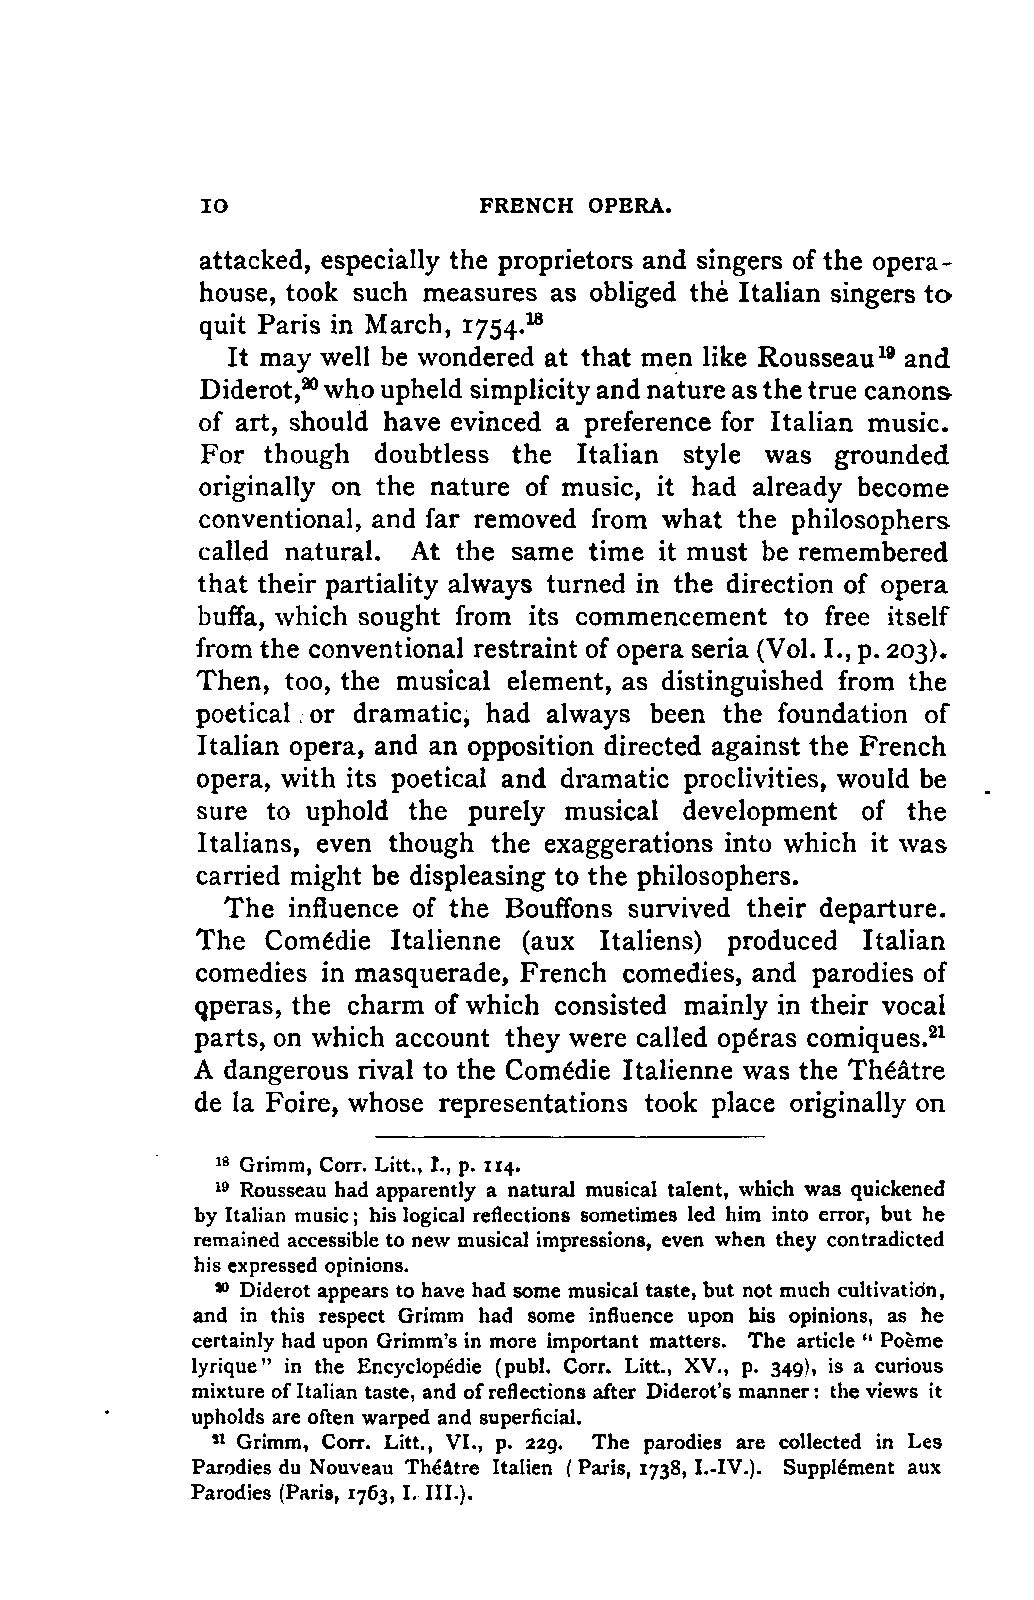 10 FRENCH OPERA.
attacked, especially the proprietors and singers of the opera-
house, took such measures as obliged the Italian singers to
quit Paris in March, 1754.¹⁸
It may well be wondered at that men like Rousseau¹⁹ and
Diderot,²⁰ who upheld simplicity and nature as the true canons
of art, should have evinced a preference for Italian music.
For though doubtless the Italian style was grounded
originally on the nature of music, it had already become
conventional, and far removed from what the philosophers
called natural. At the same time it must be remembered
that their partiality always turned in the direction of opera
buffa, which sought from its commencement to free itself
from the conventional restraint of opera seria (Vol. I., p. 203).
Then, too, the musical element, as distinguished from the
poetical or dramatic, had always been the foundation of
Italian opera, and an opposition directed against the French
opera, with its poetical and dramatic proclivities, would be
sure to uphold the purely musical development of the
Italians, even though the exaggerations into which it was
carried might be displeasing to the philosophers.
The influence of the Bouffons survived their departure.
The Comédie Italienne (aux Italiens) produced Italian
comedies in masquerade, French comedies, and parodies of
operas, the charm of which consisted mainly in their vocal
parts, on which account they were called opéras comiques.²¹
A dangerous rival to the Comédie Italienne was the Théâtre
de la Foire, whose representations took place originally on
¹⁸ Grimm, Corr. Litt., I., p. 114.
¹⁹ Rousseau had apparently a natural musical talent, which was quickened
by Italian music; his logical reflections sometimes led him into error, but he
remained accessible to new musical impressions, even when they contradicted
his expressed opinions.
²⁰ Diderot appears to have had some musical taste, but not much cultivation,
and in this respect Grimm had some influence upon his opinions, as he
certainly had upon Grimm's in more important matters. The article "Poème
lyrique" in the Encyclopédie (publ. Corr. Litt., XV., p. 349), is a curious
mixture of Italian taste, and of reflections after Diderot's manner: the views it
upholds are often warped and superficial.
²¹ Grimm, Corr. Litt., VI., p. 229. The parodies are collected in Les
Parodies du Nouveau Théâtre Italien (Paris, 1738, I.-IV.). Supplément aux
Parodies (Paris, 1763, I. III.).